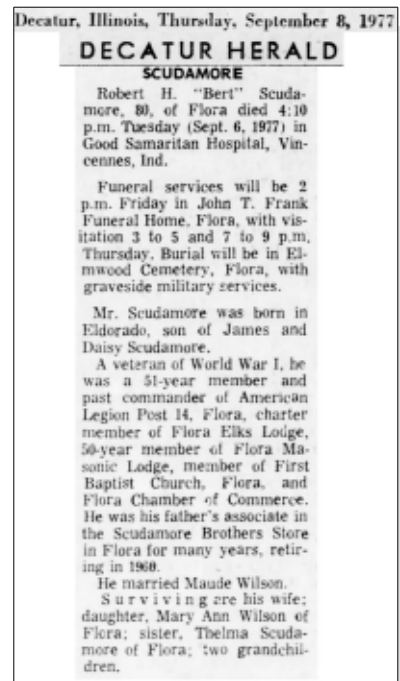 Decatur, Illinois, Thursday, September 8, 1977
DECATUR HERALD
SCUDAMORE
Robert H. "Bert" Scuda-
more, 80, of Flora died 4:10
p.m. Tuesday (Sept. 6, 1977) in
Good Samaritan Hospital, Vin-
cennes, Ind.
Funeral services will be 2
p.m. Friday in John T. Frank
Funeral Home, Flora, with vis-
itation 3 to 5 and 7 to 9 p.m.
Thursday. Burial will be in El-
mwood Cemetery, Flora, with
graveside military services.
Mr. Scudamore was born in
Eldorado, son of James and
Daisy Scudamore.
A veteran of World War I, he
was a 51-year member and
past commander of American
Legion Post 14, Flora, charter
member of Flora Elks Lodge,
50-year member of Flora Ma-
sonic Lodge, member of First
Baptist Church, Flora, and
Flora Chamber of Commerce.
He was his father's associate in
the Scudamore Brothers Store
in Flora for many years, retir-
ing in 1960.
He married Maude Wilson.
Surviving are his wife;
daughter, Mary Ann Wilson of
Flora; sister, Thelma Scuda-
more of Flora; two grandchil-
dren.